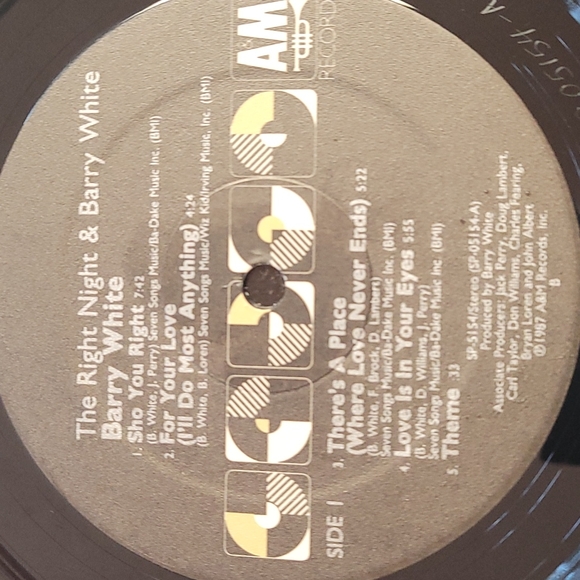 The Right Night & Barry White
Barry White
1. Sho You Right 7:42
(B. White, J. Perry) Seven Songs Music/Ba-Dake Music Inc. (BMI)
2. For Your Love
(I'll Do Most Anything) 4:24
(B. White, B. Loren) Seven Songs Music/Wiz Kid/Irving Music, Inc. (BMI)
A&M
RECORDS
SIDE 1
3. There's A Place
(Where Love Never Ends) 5:22
(B. White, F. Brock, D. Lambert)
Seven Songs Music/Ba-Dake Music Inc. (BMI)
4. Love Is In Your Eyes 5:55
(B. White, D. Williams, J. Perry)
Seven Songs Music/Ba-Dake Music Inc. (BMI)
5. Theme :33
SP-5154/Stereo (SP-05154-A)
Produced by Barry White
Associate Producers: Jack Perry, Doug Lambert,
Carl Taylor, Don Williams, Charles Fearing,
Bryan Loren and John Albert
℗1987 A&M Records, Inc.
B
05154-A